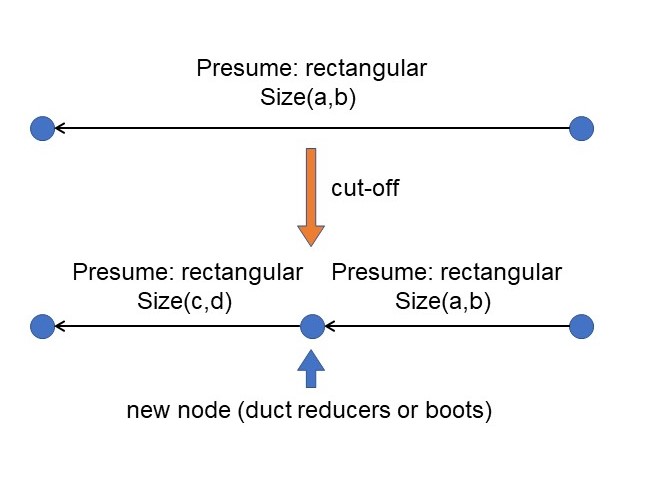 Presume: rectangular
Size(a,b)
cut-off
Presume: rectangular
Size(c,d)
Presume: rectangular
Size(a,b)
new node (duct reducers or boots)